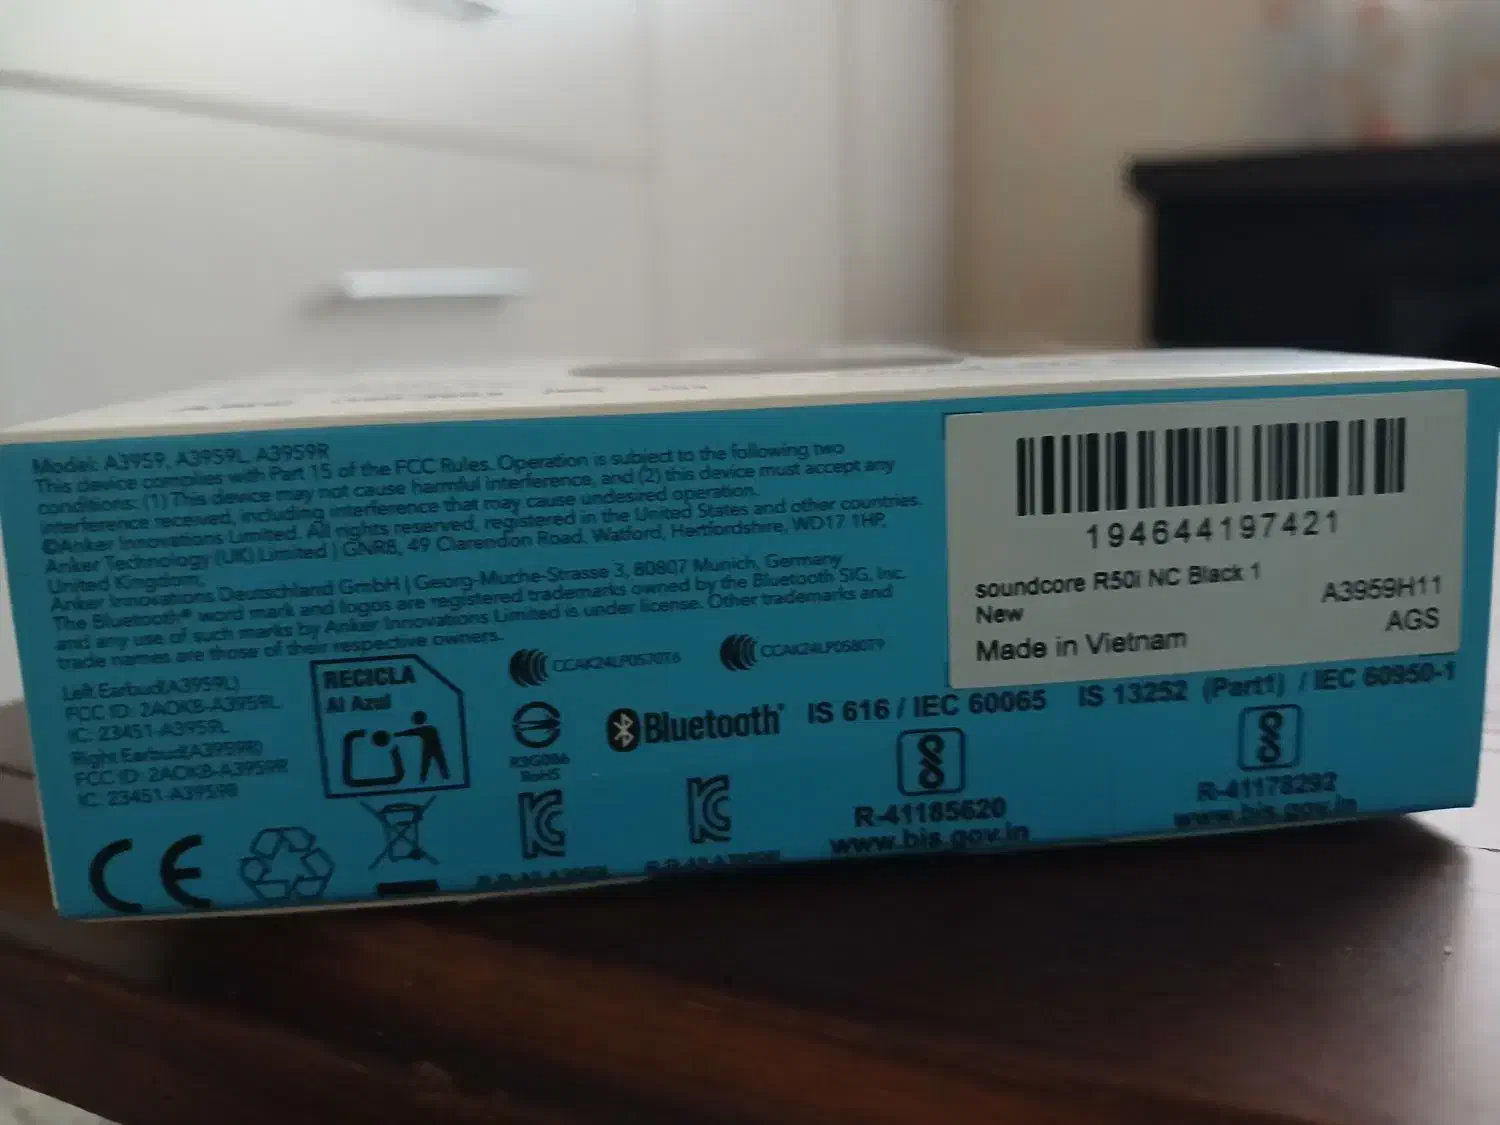 Model: A3959, A3959L, A3959R
This device complies with Part 15 of the FCC Rules. Operation is subject to the following two
conditions: (1) This device may not cause harmful interference, and (2) this device must accept any
interference received, including interference that may cause undesired operation.
©Anker Innovations Limited. All rights reserved, registered in the United States and other countries.
Anker Technology (UK) Limited | GNR8, 49 Clarendon Road, Watford, Hertfordshire, WD17 1HP,
United Kingdom.
Anker Innovations Deutschland GmbH | Georg-Muche-Strasse 3, 80807 Munich, Germany
The Bluetooth® word mark and logos are registered trademarks owned by the Bluetooth SIG, Inc.
and any use of such marks by Anker Innovations Limited is under license. Other trademarks and
trade names are those of their respective owners.
Left Earbud(A3959L)
FCC ID: 2AOKB-A3959L
IC: 23451-A3959L
Right Earbud(A3959R)
FCC ID: 2AOKB-A3959R
IC: 23451-A3959R
RECICLA
Al Azul
CCAK24LP0570T6
CCAK24LP0580T9
R3G086
RoHS
Bluetooth®
IS 616 / IEC 60065
R-41185620
www.bis.gov.in
IS 13252 (Part1) / IEC 60950-1
R-41178292
www.bis.gov.in
CE
194644197421
soundcore R50i NC Black 1
New
A3959H11
Made in Vietnam
AGS